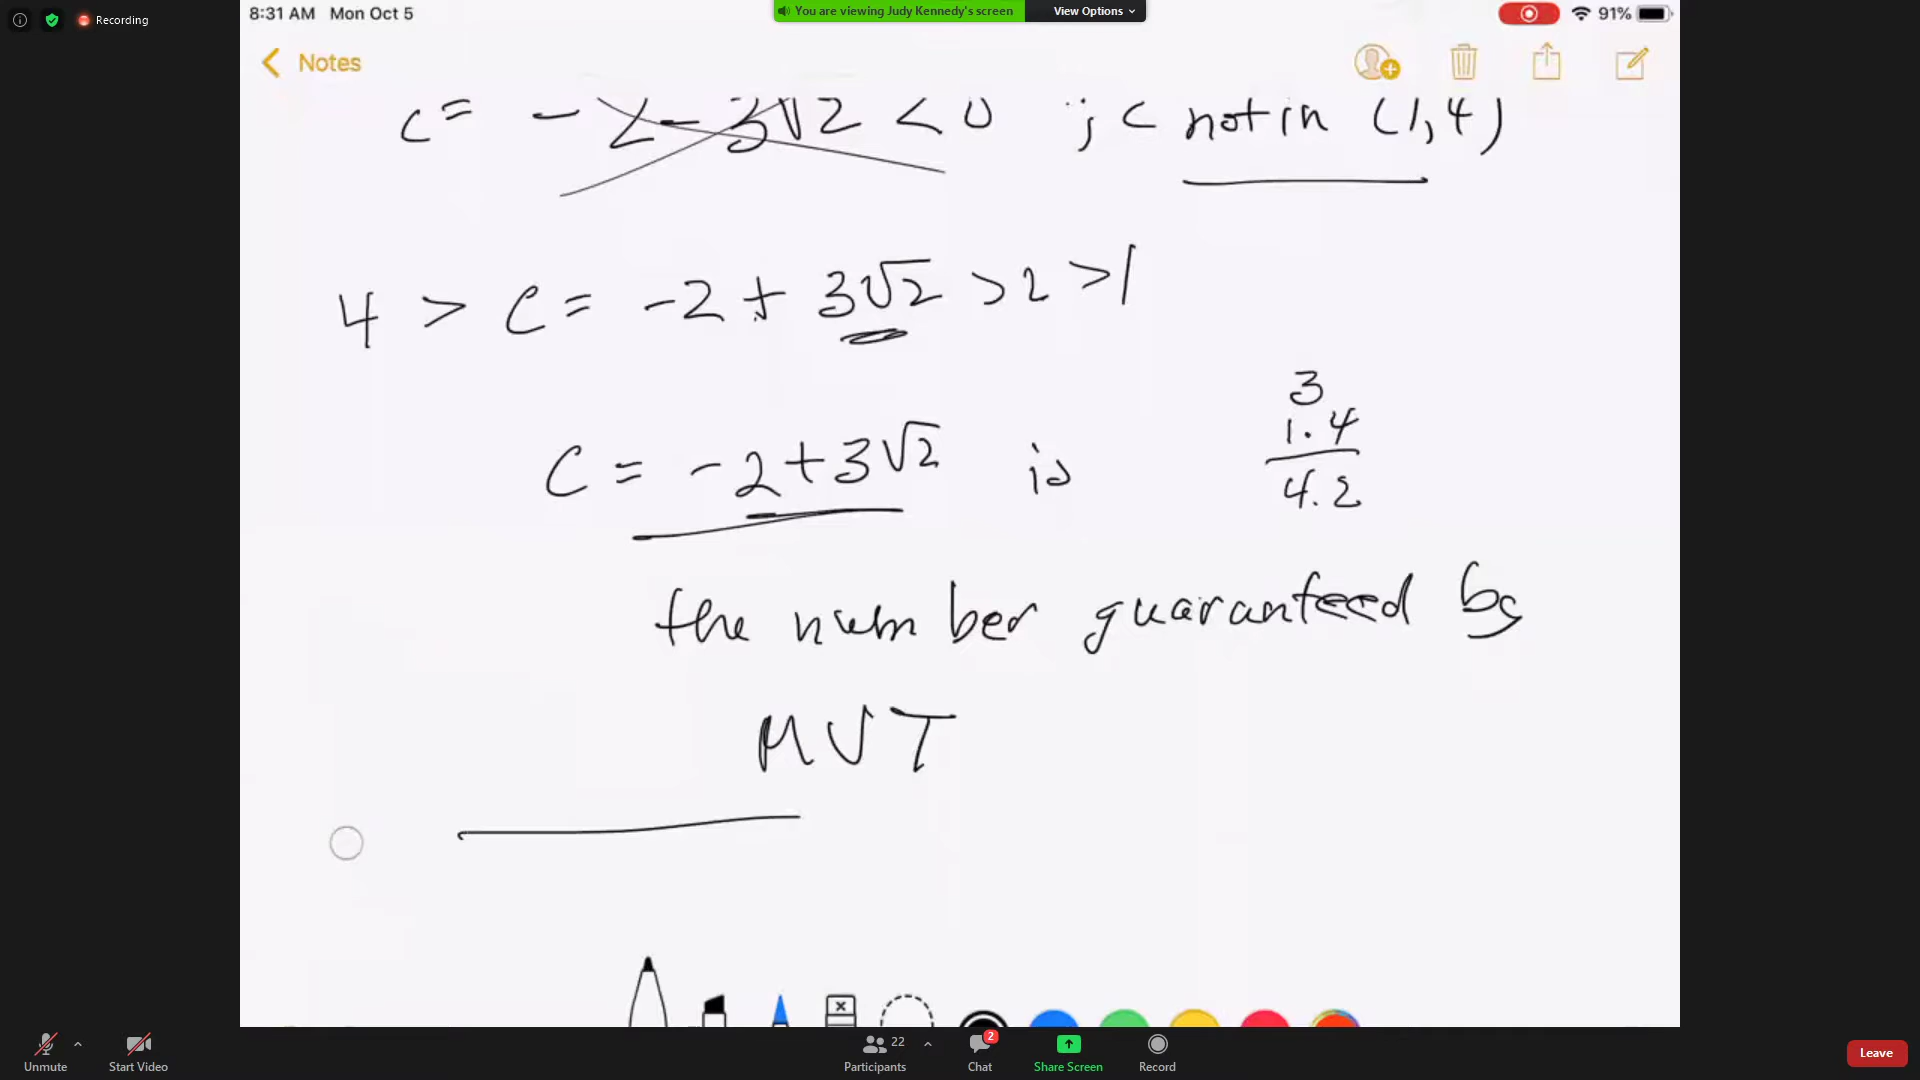 Recording
8:31 AM Mon Oct 5
You are viewing Judy Kennedy's screen
View Options
91%
Notes
c = -2-3√2 < 0 ; c not in (1,4)
4 > c = -2 + 3√2 > 2 > 1
3
1.4
4.2
C = -2+3√2 is
the number guaranteed by
MVT
Unmute
Start Video
22
Participants
2
Chat
Share Screen
Record
Leave